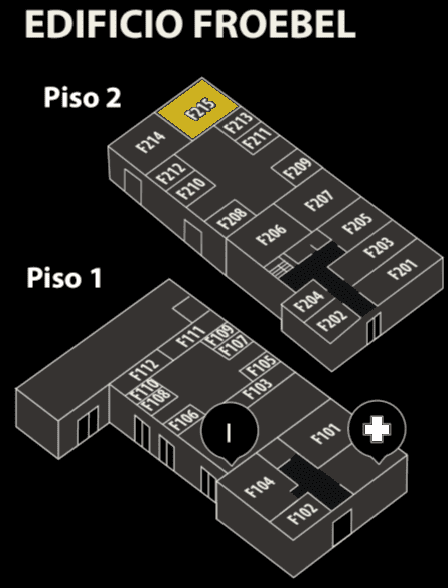 EDIFICIO FROEBEL
Piso 2
F215
F213
F214
F211
F212
F209
F210
F207
F208
F205
F206
F203
F201
F204
F202
Piso 1
F109
F111
F107
F112
F105
F110
F103
F108
F106
I
F101
F104
F102